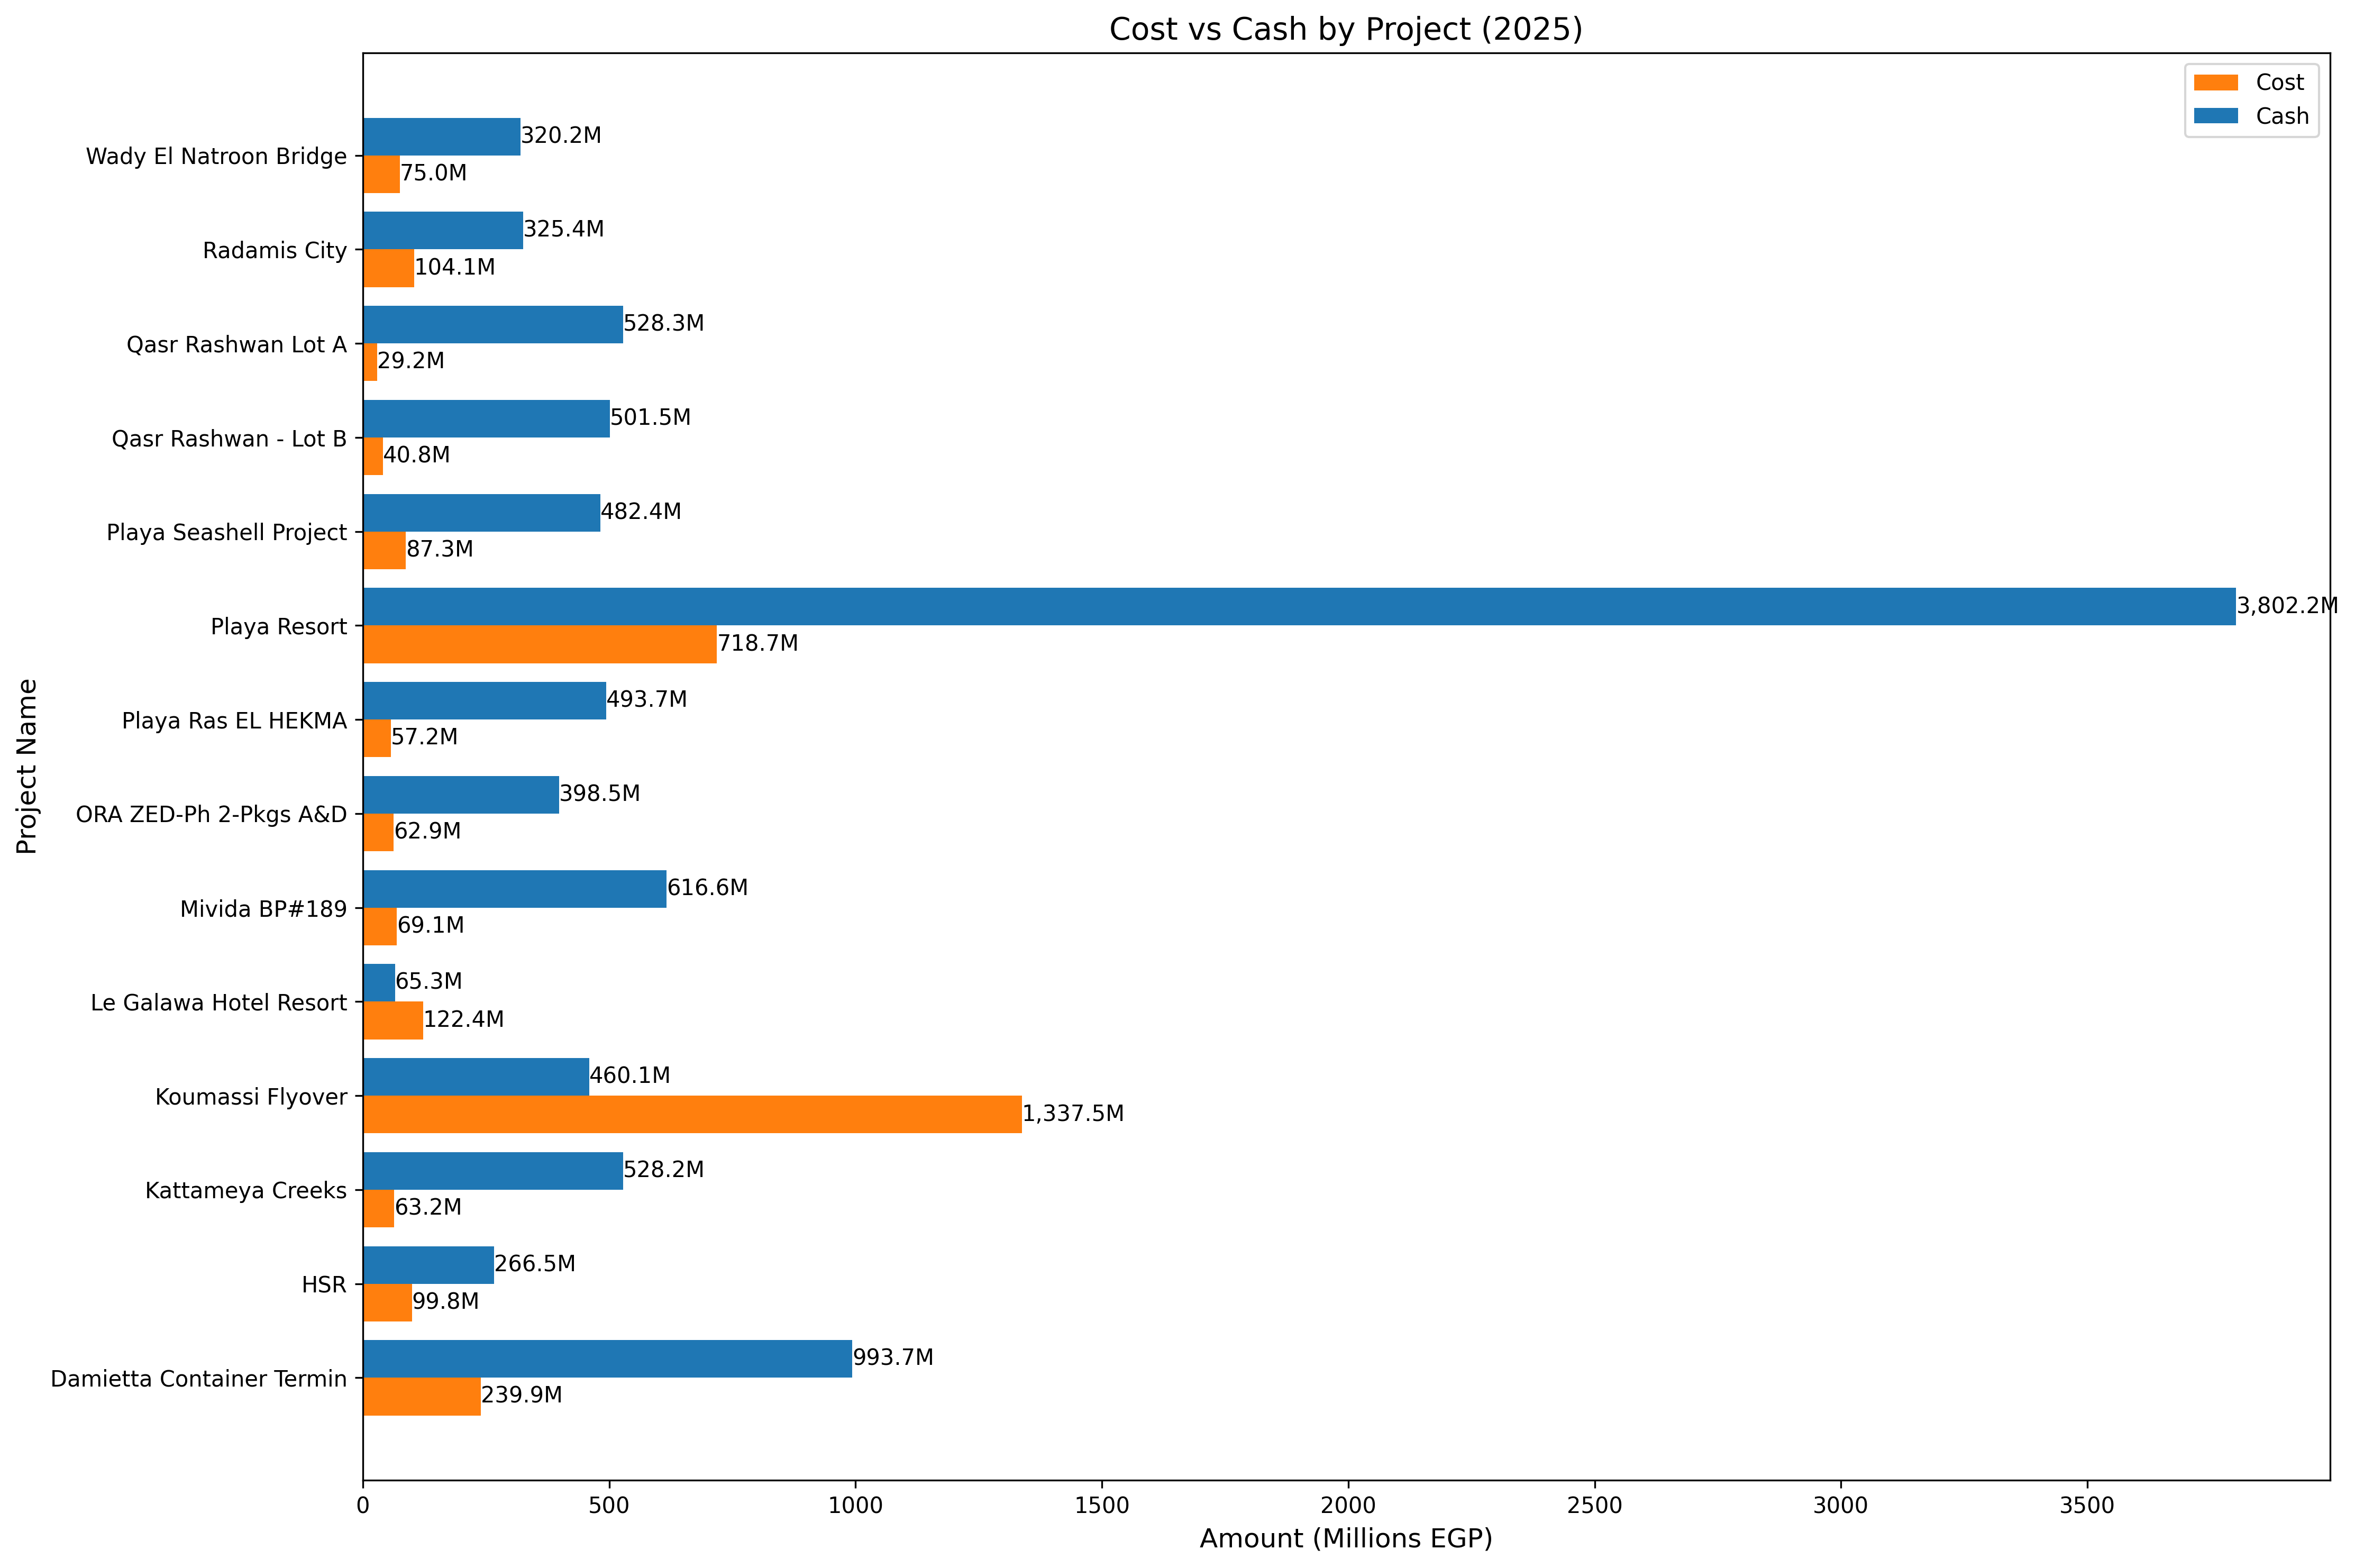 Cost vs Cash by Project (2025)
Cost
Cash
Project Name
Wady El Natroon Bridge
320.2M
75.0M
Radamis City
325.4M
104.1M
Qasr Rashwan Lot A
528.3M
29.2M
Qasr Rashwan - Lot B
501.5M
40.8M
Playa Seashell Project
482.4M
87.3M
Playa Resort
3,802.2M
718.7M
Playa Ras EL HEKMA
493.7M
57.2M
ORA ZED-Ph 2-Pkgs A&D
398.5M
62.9M
Mivida BP#189
616.6M
69.1M
Le Galawa Hotel Resort
65.3M
122.4M
Koumassi Flyover
460.1M
1,337.5M
Kattameya Creeks
528.2M
63.2M
HSR
266.5M
99.8M
Damietta Container Termin
993.7M
239.9M
0 500 1000 1500 2000 2500 3000 3500
Amount (Millions EGP)